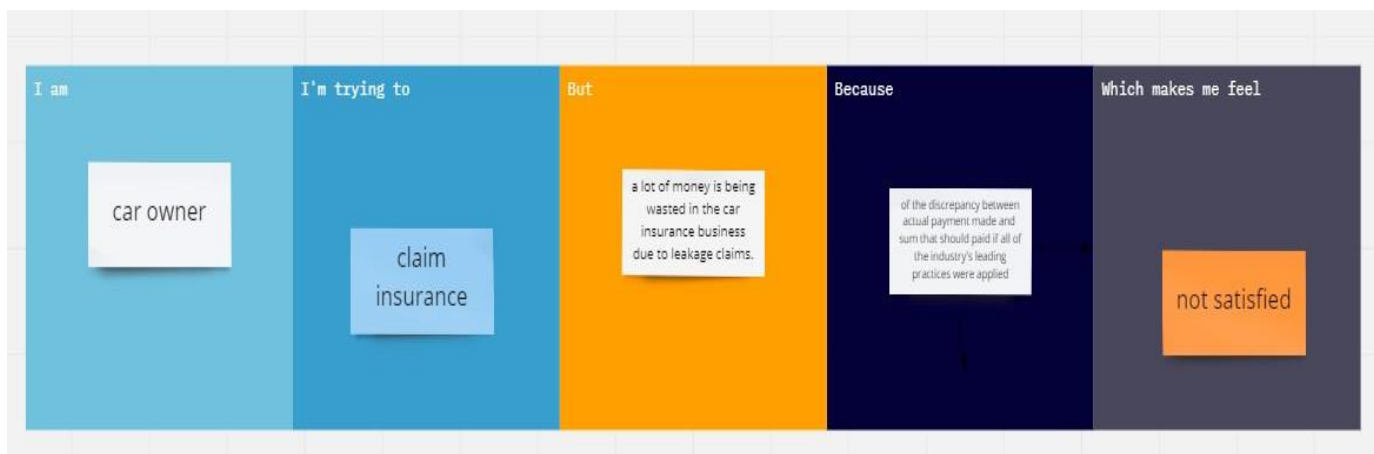 I am
car owner
I'm trying to
claim
insurance
But
a lot of money is being
wasted in the car
insurance business
due to leakage claims.
Because
of the discrepancy between
actual payment made and
sum that should paid if all of
the industry's leading
practices were applied
Which makes me feel
not satisfied